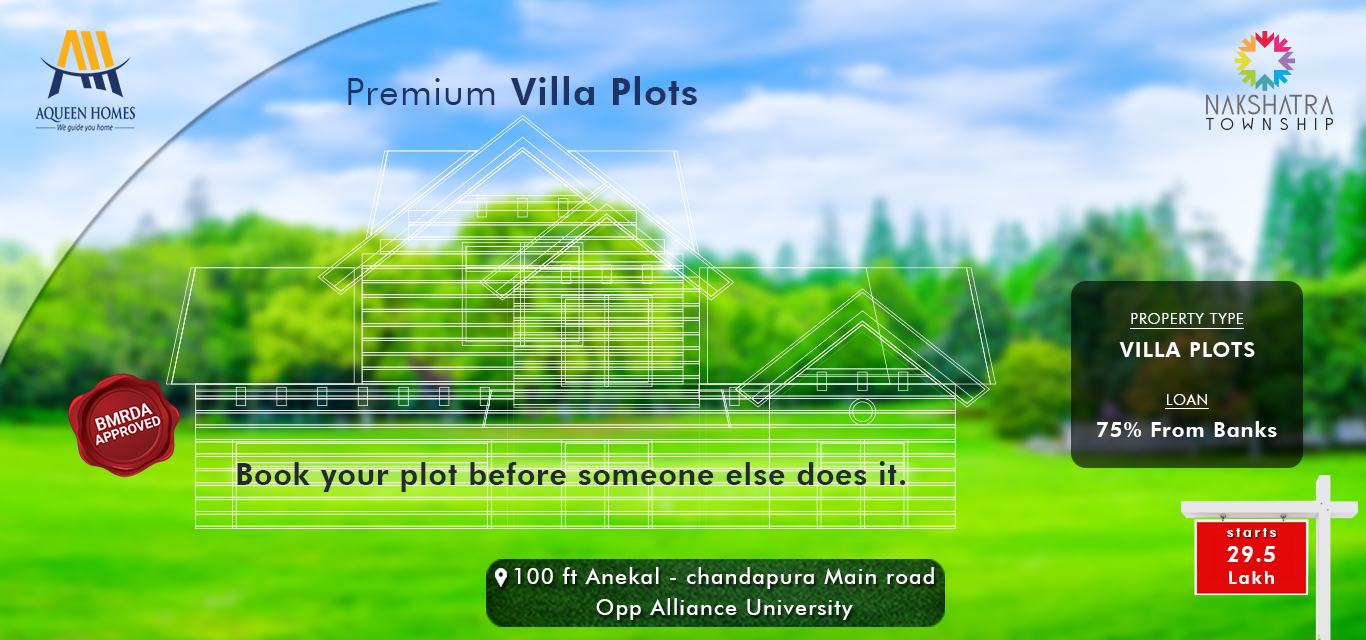 AQUEEN HOMES
We guide you home
Premium Villa Plots
NAKSHATRA
TOWNSHIP
PROPERTY TYPE
VILLA PLOTS
LOAN
75% From Banks
BMRDA
APPROVED
Book your plot before someone else does it.
starts
29.5
Lakh
100 ft Anekal - chandapura Main road
Opp Alliance University